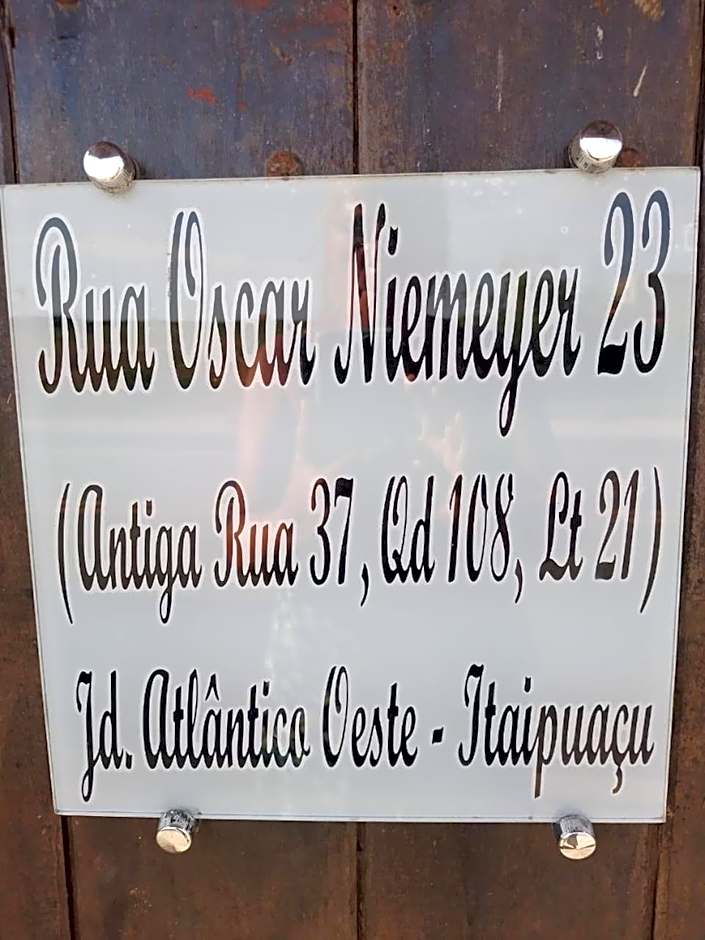 Rua Oscar Niemeyer 23
(Antiga Rua 37, Qd 108, Lt 21)
Jd. Atlântico Oeste - Itaipuaçu